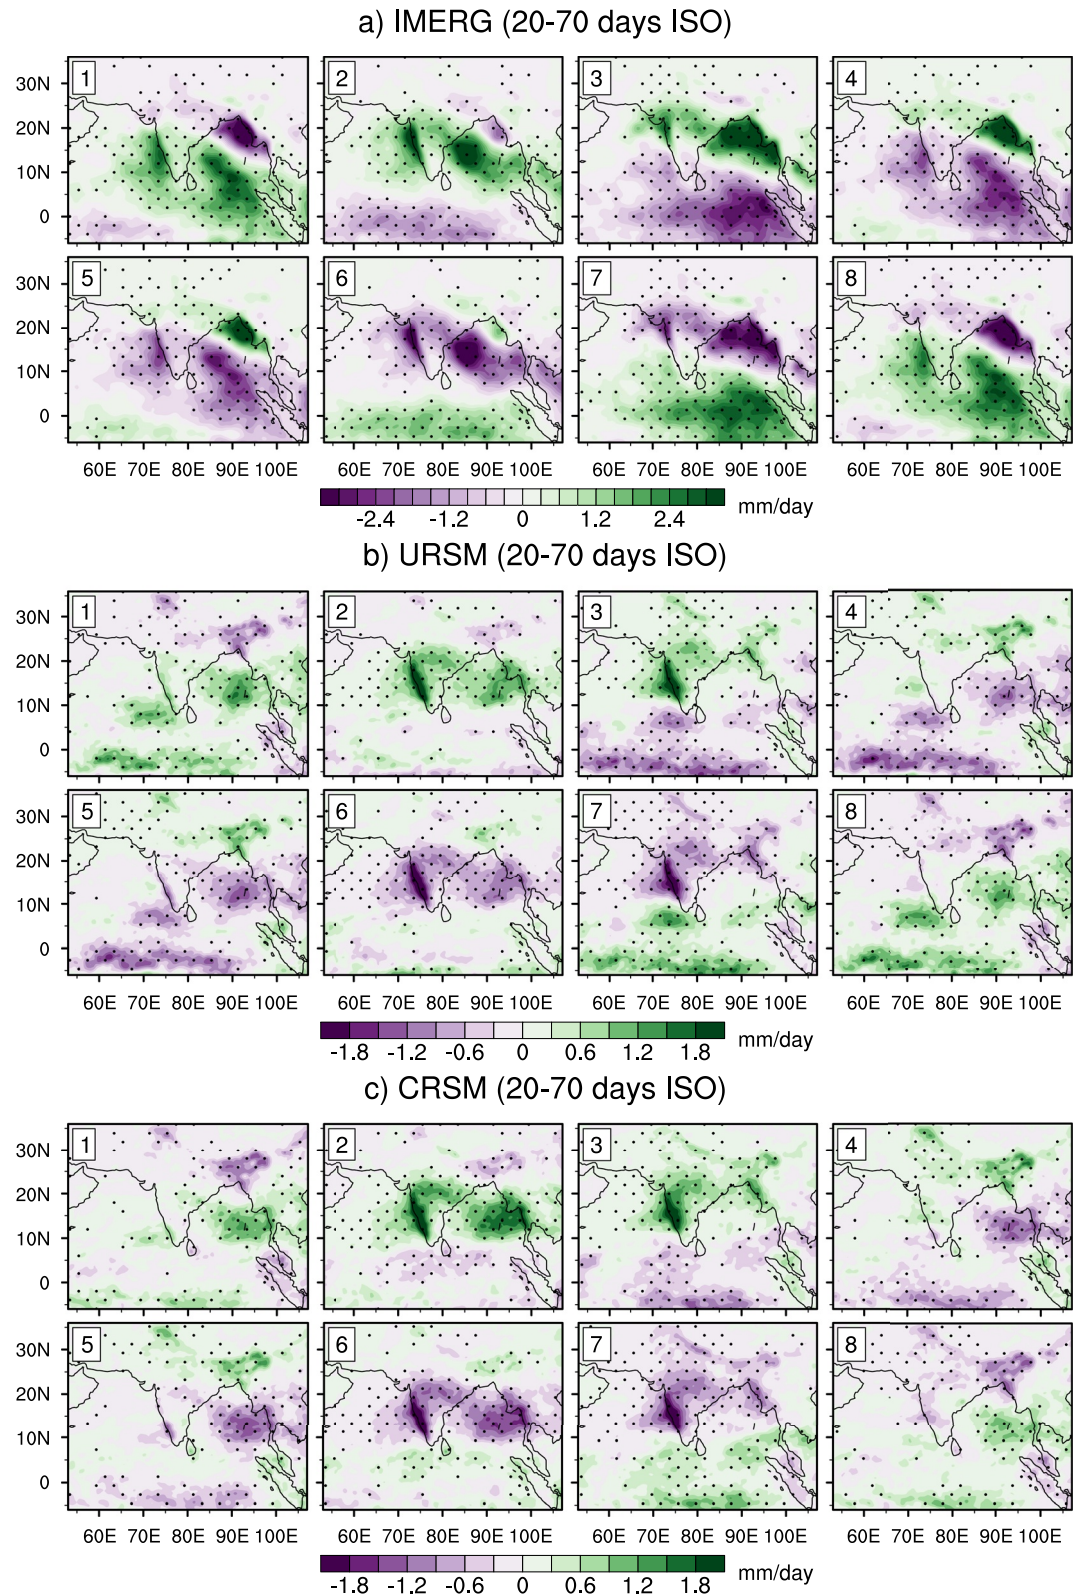 a) IMERG (20-70 days ISO)
1 2 3 4
30N
20N
10N
0
5 6 7 8
30N
20N
10N
0
60E 70E 80E 90E 100E 60E 70E 80E 90E 100E 60E 70E 80E 90E 100E 60E 70E 80E 90E 100E
-2.4 -1.2 0 1.2 2.4 mm/day
b) URSM (20-70 days ISO)
1 2 3 4
30N
20N
10N
0
5 6 7 8
30N
20N
10N
0
60E 70E 80E 90E 100E 60E 70E 80E 90E 100E 60E 70E 80E 90E 100E 60E 70E 80E 90E 100E
-1.8 -1.2 -0.6 0 0.6 1.2 1.8 mm/day
c) CRSM (20-70 days ISO)
1 2 3 4
30N
20N
10N
0
5 6 7 8
30N
20N
10N
0
60E 70E 80E 90E 100E 60E 70E 80E 90E 100E 60E 70E 80E 90E 100E 60E 70E 80E 90E 100E
-1.8 -1.2 -0.6 0 0.6 1.2 1.8 mm/day